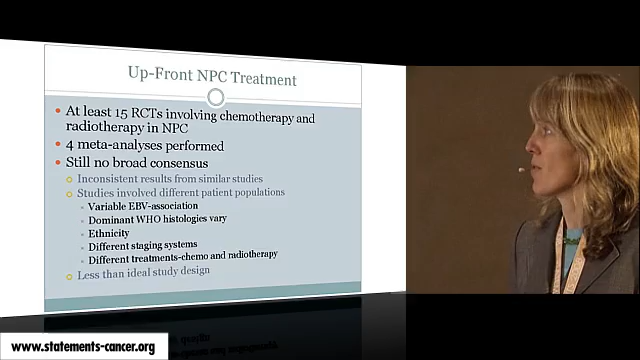 Up-Front NPC Treatment
At least 15 RCTs involving chemotherapy and
radiotherapy in NPC
4 meta-analyses performed
Still no broad consensus
Inconsistent results from similar studies
Studies involved different patient populations
Variable EBV-association
Dominant WHO histologies vary
Ethnicity
Different staging systems
Different treatments-chemo and radiotherapy
Less than ideal study design
www.statements-cancer.org